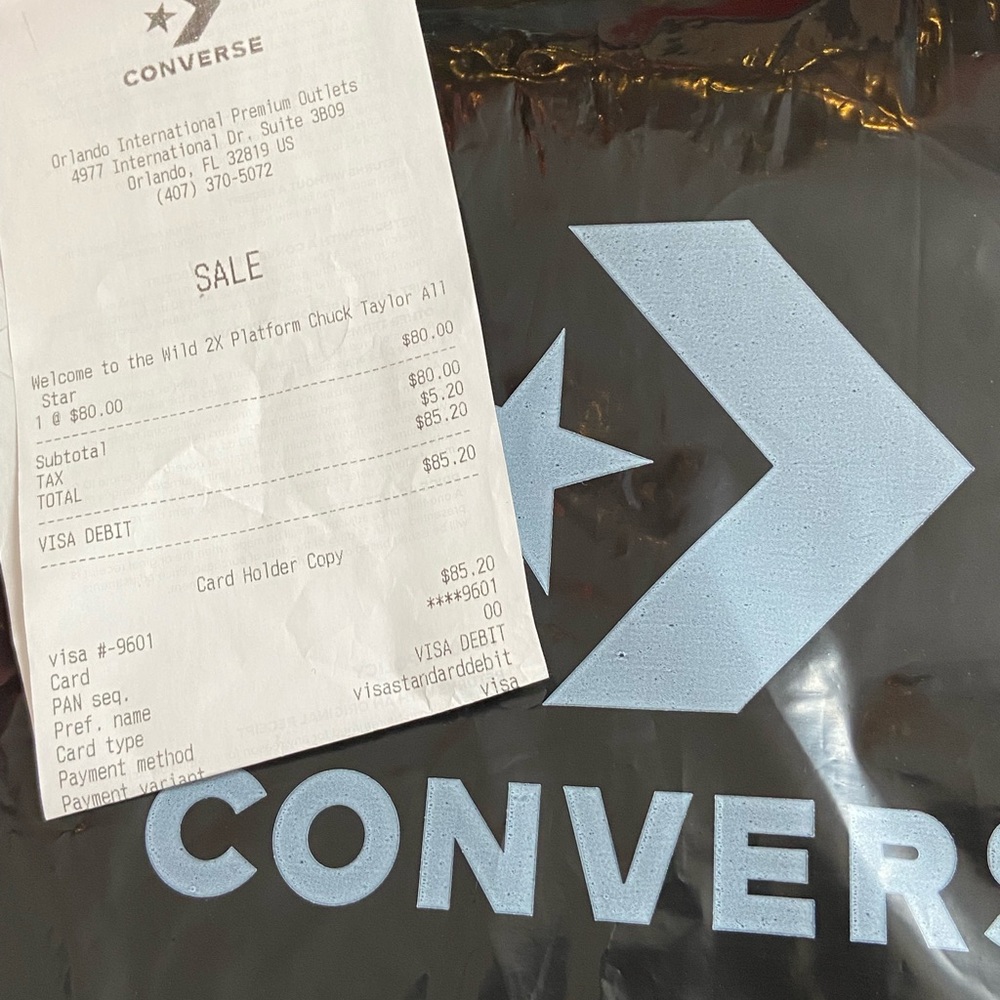 CONVERSE
Orlando International Premium Outlets
4977 International Dr. Suite 3B09
Orlando, FL 32819 US
(407) 370-5072
SALE
Welcome to the Wild 2X Platform Chuck Taylor All
Star
1 @ $80.00 $80.00
Subtotal $80.00
TAX $5.20
TOTAL $85.20
VISA DEBIT $85.20
Card Holder Copy
visa #-9601 $85.20
Card ****9601
PAN seq. 00
Pref. name VISA DEBIT
Card type visastandarddebit
Payment method visa
Payment variant
CONVERS